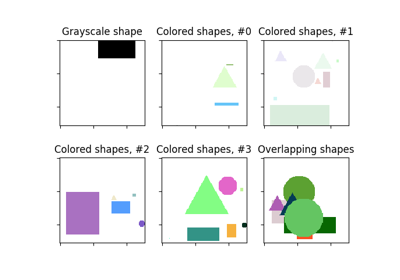 Grayscale shape
Colored shapes, #0
Colored shapes, #1
Colored shapes, #2
Colored shapes, #3
Overlapping shapes